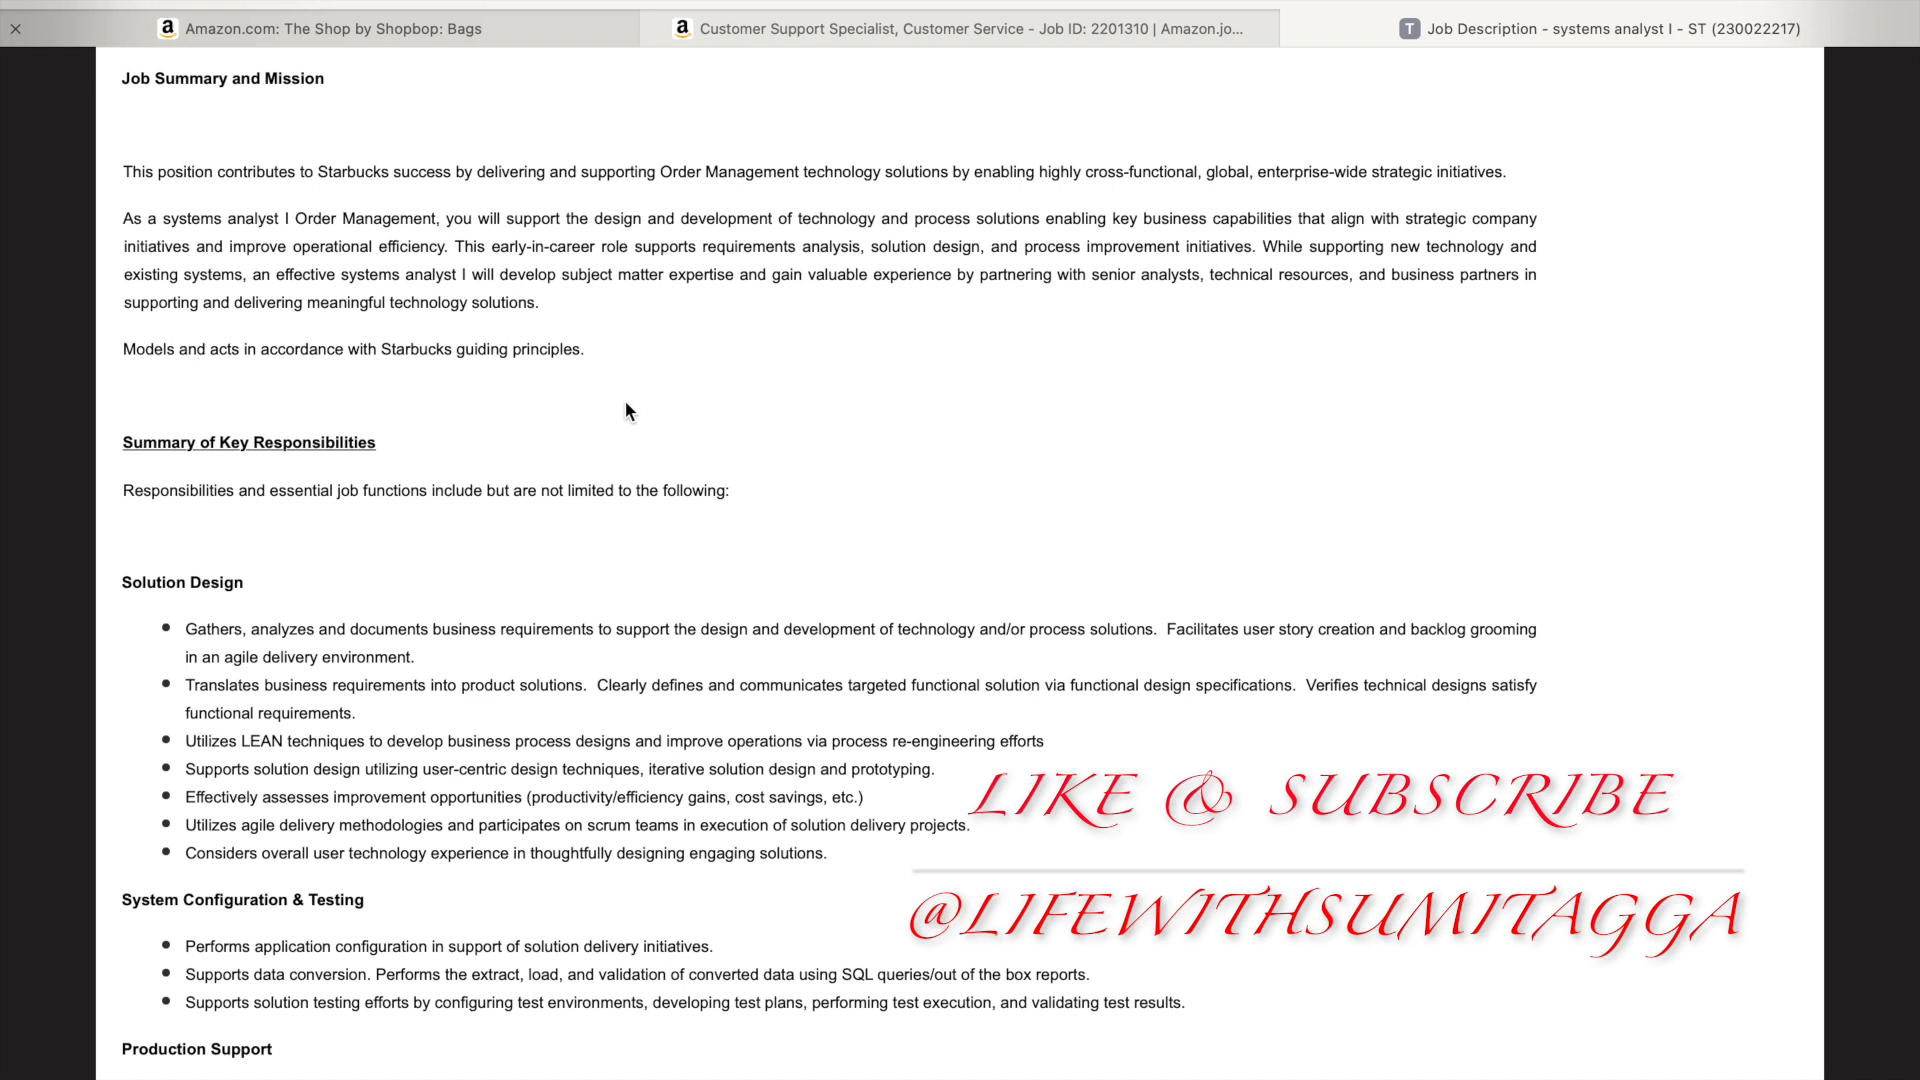 Amazon.com: The Shop by Shopbop: Bags
Customer Support Specialist, Customer Service - Job ID: 2201310 | Amazon.jo...
T Job Description - systems analyst I - ST (230022217)
Job Summary and Mission
This position contributes to Starbucks success by delivering and supporting Order Management technology solutions by enabling highly cross-functional, global, enterprise-wide strategic initiatives.
As a systems analyst I Order Management, you will support the design and development of technology and process solutions enabling key business capabilities that align with strategic company
initiatives and improve operational efficiency. This early-in-career role supports requirements analysis, solution design, and process improvement initiatives. While supporting new technology and
existing systems, an effective systems analyst I will develop subject matter expertise and gain valuable experience by partnering with senior analysts, technical resources, and business partners in
supporting and delivering meaningful technology solutions.
Models and acts in accordance with Starbucks guiding principles.
Summary of Key Responsibilities
Responsibilities and essential job functions include but are not limited to the following:
Solution Design
Gathers, analyzes and documents business requirements to support the design and development of technology and/or process solutions. Facilitates user story creation and backlog grooming
in an agile delivery environment.
Translates business requirements into product solutions. Clearly defines and communicates targeted functional solution via functional design specifications. Verifies technical designs satisfy
functional requirements.
Utilizes LEAN techniques to develop business process designs and improve operations via process re-engineering efforts
Supports solution design utilizing user-centric design techniques, iterative solution design and prototyping.
Effectively assesses improvement opportunities (productivity/efficiency gains, cost savings, etc.)
Utilizes agile delivery methodologies and participates on scrum teams in execution of solution delivery projects.
Considers overall user technology experience in thoughtfully designing engaging solutions.
LIKE & SUBSCRIBE
@LIFEWITHSUMITAGGA
System Configuration & Testing
Performs application configuration in support of solution delivery initiatives.
Supports data conversion. Performs the extract, load, and validation of converted data using SQL queries/out of the box reports.
Supports solution testing efforts by configuring test environments, developing test plans, performing test execution, and validating test results.
Production Support